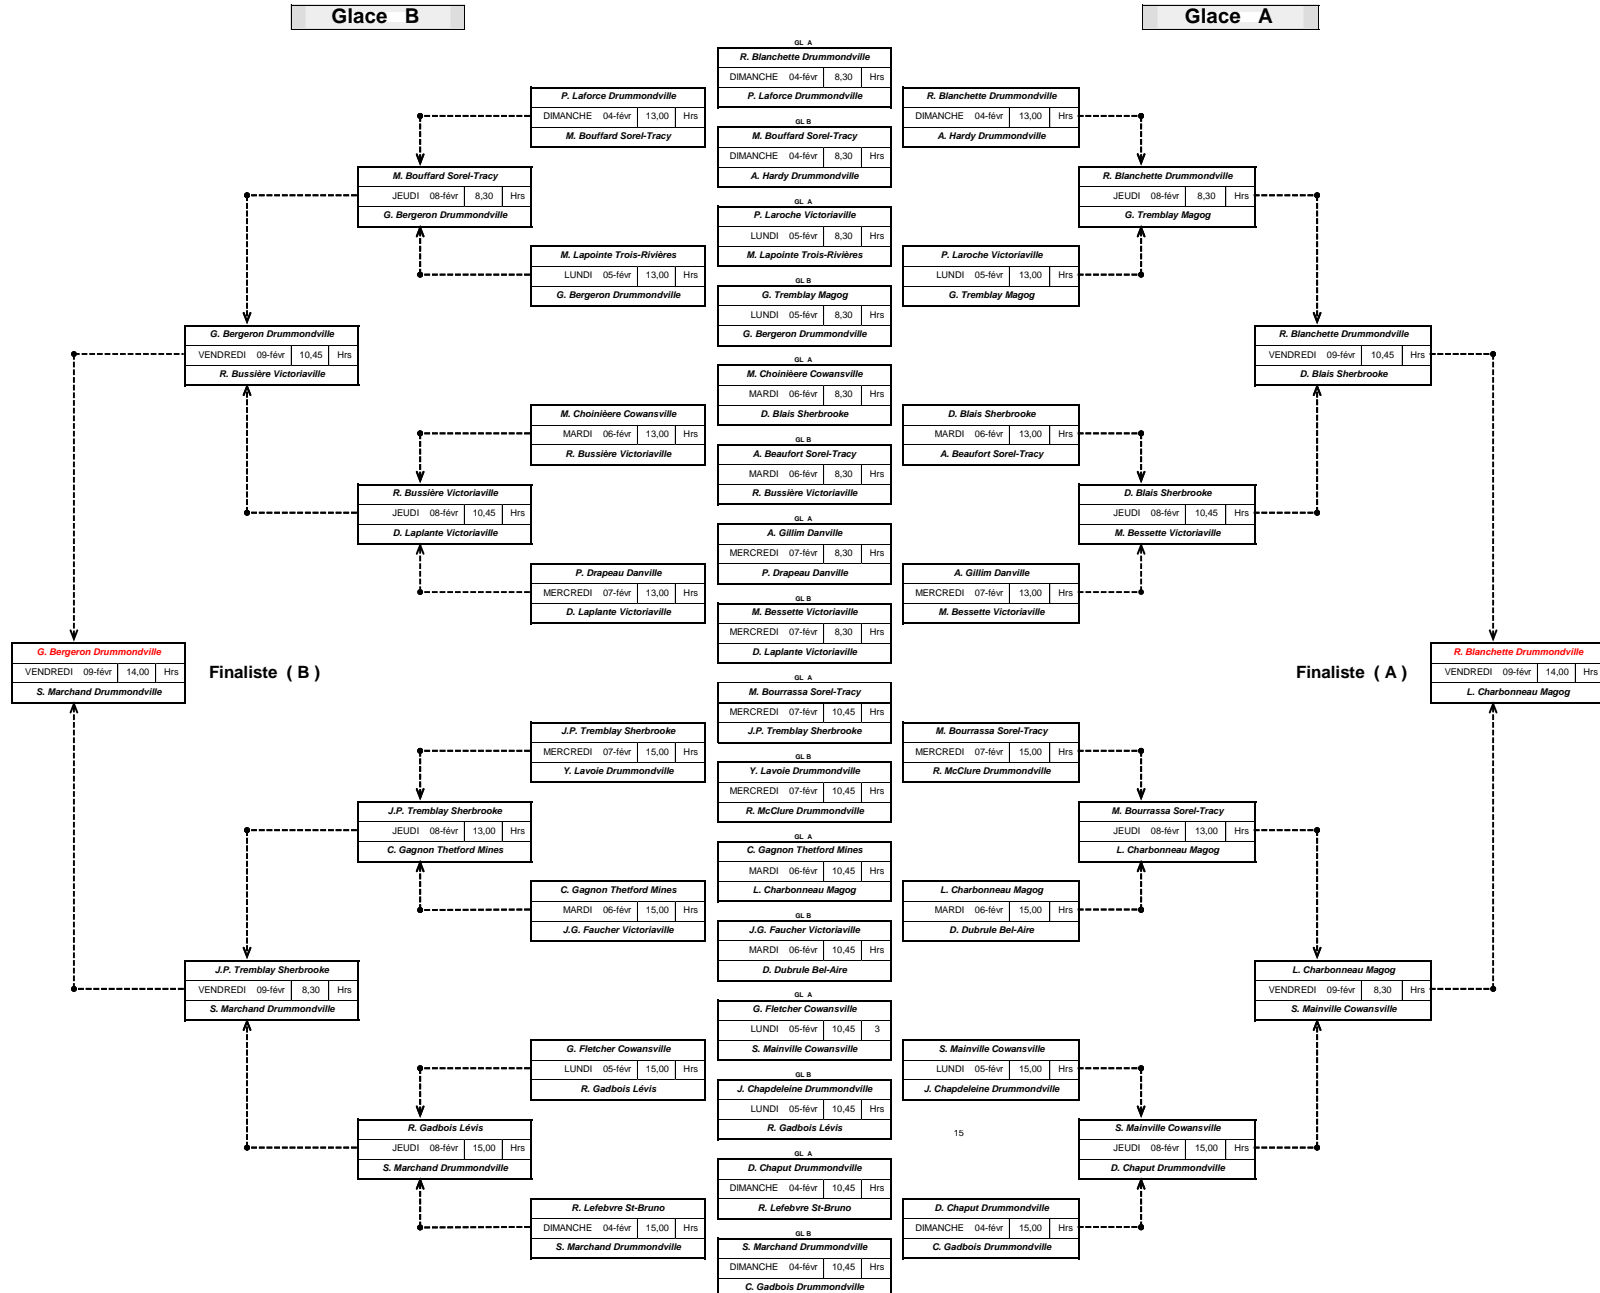 Glace B
Glace A
GL A
R. Blanchette Drummondville
DIMANCHE 04-févr 8,30 Hrs
P. Laforce Drummondville
P. Laforce Drummondville
DIMANCHE 04-févr 13,00 Hrs
M. Bouffard Sorel-Tracy
R. Blanchette Drummondville
DIMANCHE 04-févr 13,00 Hrs
A. Hardy Drummondville
GL B
M. Bouffard Sorel-Tracy
DIMANCHE 04-févr 8,30 Hrs
A. Hardy Drummondville
M. Bouffard Sorel-Tracy
JEUDI 08-févr 8,30 Hrs
G. Bergeron Drummondville
R. Blanchette Drummondville
JEUDI 08-févr 8,30 Hrs
G. Tremblay Magog
GL A
P. Laroche Victoriaville
LUNDI 05-févr 8,30 Hrs
M. Lapointe Trois-Rivières
M. Lapointe Trois-Rivières
LUNDI 05-févr 13,00 Hrs
G. Bergeron Drummondville
P. Laroche Victoriaville
LUNDI 05-févr 13,00 Hrs
G. Tremblay Magog
GL B
G. Tremblay Magog
LUNDI 05-févr 8,30 Hrs
G. Bergeron Drummondville
G. Bergeron Drummondville
VENDREDI 09-févr 10,45 Hrs
R. Bussière Victoriaville
R. Blanchette Drummondville
VENDREDI 09-févr 10,45 Hrs
D. Blais Sherbrooke
GL A
M. Choinièere Cowansville
MARDI 06-févr 8,30 Hrs
D. Blais Sherbrooke
M. Choinièere Cowansville
MARDI 06-févr 13,00 Hrs
R. Bussière Victoriaville
D. Blais Sherbrooke
MARDI 06-févr 13,00 Hrs
A. Beaufort Sorel-Tracy
GL B
A. Beaufort Sorel-Tracy
MARDI 06-févr 8,30 Hrs
R. Bussière Victoriaville
R. Bussière Victoriaville
JEUDI 08-févr 10,45 Hrs
D. Laplante Victoriaville
D. Blais Sherbrooke
JEUDI 08-févr 10,45 Hrs
M. Bessette Victoriaville
GL A
A. Gillim Danville
MERCREDI 07-févr 8,30 Hrs
P. Drapeau Danville
P. Drapeau Danville
MERCREDI 07-févr 13,00 Hrs
D. Laplante Victoriaville
A. Gillim Danville
MERCREDI 07-févr 13,00 Hrs
M. Bessette Victoriaville
GL B
M. Bessette Victoriaville
MERCREDI 07-févr 8,30 Hrs
D. Laplante Victoriaville
G. Bergeron Drummondville
VENDREDI 09-févr 14,00 Hrs
S. Marchand Drummondville
Finaliste ( B )
Finaliste ( A )
R. Blanchette Drummondville
VENDREDI 09-févr 14,00 Hrs
L. Charbonneau Magog
GL A
M. Bourrassa Sorel-Tracy
MERCREDI 07-févr 10,45 Hrs
J.P. Tremblay Sherbrooke
J.P. Tremblay Sherbrooke
MERCREDI 07-févr 15,00 Hrs
Y. Lavoie Drummondville
M. Bourrassa Sorel-Tracy
MERCREDI 07-févr 15,00 Hrs
R. McClure Drummondville
GL B
Y. Lavoie Drummondville
MERCREDI 07-févr 10,45 Hrs
R. McClure Drummondville
J.P. Tremblay Sherbrooke
JEUDI 08-févr 13,00 Hrs
C. Gagnon Thetford Mines
M. Bourrassa Sorel-Tracy
JEUDI 08-févr 13,00 Hrs
L. Charbonneau Magog
GL A
C. Gagnon Thetford Mines
MARDI 06-févr 10,45 Hrs
L. Charbonneau Magog
C. Gagnon Thetford Mines
MARDI 06-févr 15,00 Hrs
J.G. Faucher Victoriaville
L. Charbonneau Magog
MARDI 06-févr 15,00 Hrs
D. Dubrule Bel-Aire
GL B
J.G. Faucher Victoriaville
MARDI 06-févr 10,45 Hrs
D. Dubrule Bel-Aire
J.P. Tremblay Sherbrooke
VENDREDI 09-févr 8,30 Hrs
S. Marchand Drummondville
L. Charbonneau Magog
VENDREDI 09-févr 8,30 Hrs
S. Mainville Cowansville
GL A
G. Fletcher Cowansville
LUNDI 05-févr 10,45 3
S. Mainville Cowansville
G. Fletcher Cowansville
LUNDI 05-févr 15,00 Hrs
R. Gadbois Lévis
S. Mainville Cowansville
LUNDI 05-févr 15,00 Hrs
J. Chapdeleine Drummondville
GL B
J. Chapdeleine Drummondville
LUNDI 05-févr 10,45 Hrs
R. Gadbois Lévis
15
R. Gadbois Lévis
JEUDI 08-févr 15,00 Hrs
S. Marchand Drummondville
S. Mainville Cowansville
JEUDI 08-févr 15,00 Hrs
D. Chaput Drummondville
GL A
D. Chaput Drummondville
DIMANCHE 04-févr 10,45 Hrs
R. Lefebvre St-Bruno
R. Lefebvre St-Bruno
DIMANCHE 04-févr 15,00 Hrs
S. Marchand Drummondville
D. Chaput Drummondville
DIMANCHE 04-févr 15,00 Hrs
C. Gadbois Drummondville
GL B
S. Marchand Drummondville
DIMANCHE 04-févr 10,45 Hrs
C. Gadbois Drummondville